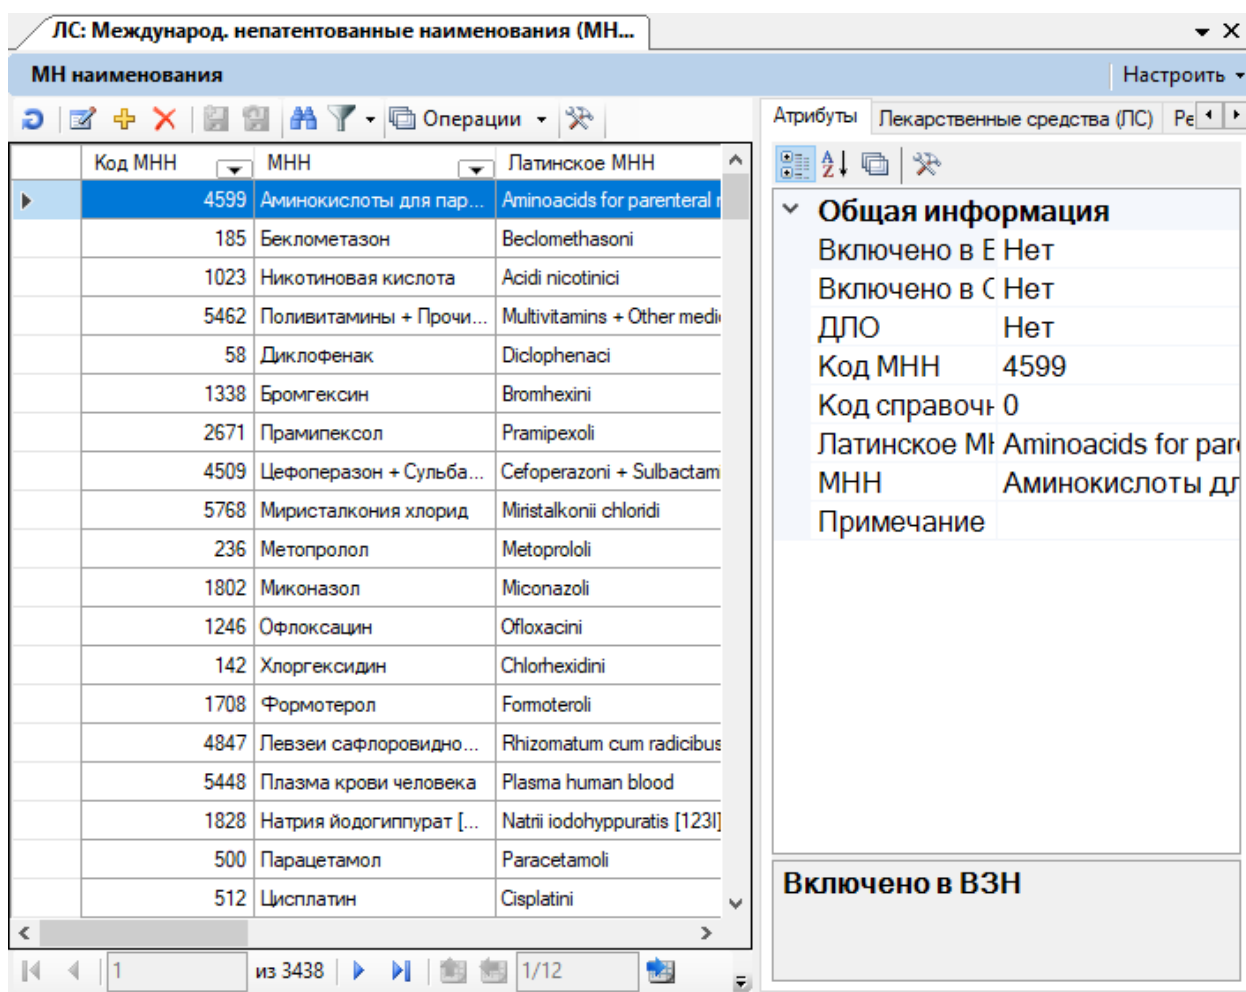 ЛС: Международ. непатентованные наименования (МН...
МН наименования
Настроить
Операции
Атрибуты Лекарственные средства (ЛС) Ре
Код МНН МНН Латинское МНН
4599 Аминокислоты для пар... Aminoacids for parenteral
185 Беклометазон Beclomethasoni
1023 Никотиновая кислота Acidi nicotinici
5462 Поливитамины + Прочи... Multivitamins + Other medi
58 Диклофенак Diclophenaci
1338 Бромгексин Bromhexini
2671 Прамипексол Pramipexoli
4509 Цефоперазон + Сульба... Cefoperazoni + Sulbactam
5768 Миристалкония хлорид Miristalkonii chloridi
236 Метопролол Metoprololi
1802 Миконазол Miconazoli
1246 Офлоксацин Ofloxacini
142 Хлоргексидин Chlorhexidini
1708 Формотерол Formoteroli
4847 Левзеи сафлоровидно... Rhizomatum cum radicibus
5448 Плазма крови человека Plasma human blood
1828 Натрия йодогиппурат [... Natrii iodohyppuratis [123I]
500 Парацетамол Paracetamoli
512 Цисплатин Cisplatini
1 из 3438 1/12
Общая информация
Включено в Нет
Включено в Нет
ДЛО Нет
Код МНН 4599
Код справоч 0
Латинское М Aminoacids for par
МНН Аминокислоты дл
Примечание
Включено в ВЗН